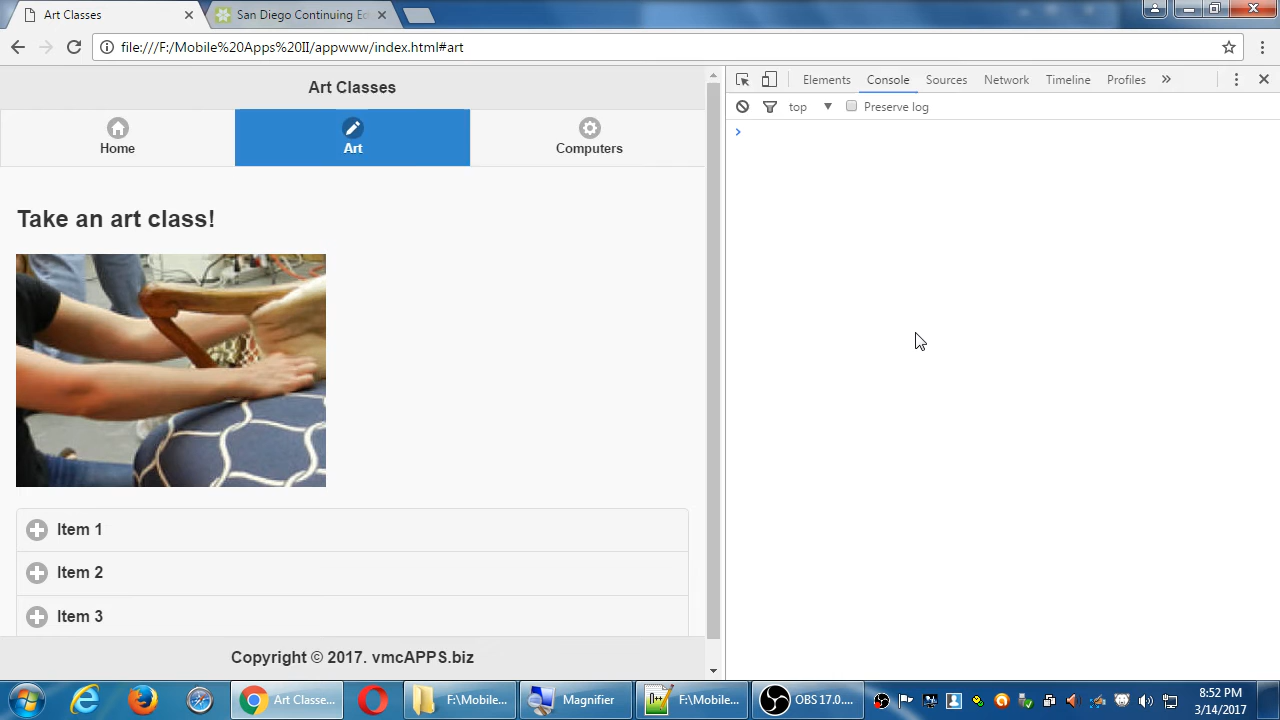 Art Classes
San Diego Continuing Ed
file:///F:/Mobile%20Apps%20II/appwww/index.html#art
Art Classes
Home
Art
Computers
Take an art class!
Item 1
Item 2
Item 3
Copyright © 2017. vmcAPPS.biz
Elements
Console
Sources
Network
Timeline
Profiles
top
Preserve log
Art Classe...
F:\Mobile...
Magnifier
F:\Mobile...
OBS 17.0....
8:52 PM
3/14/2017